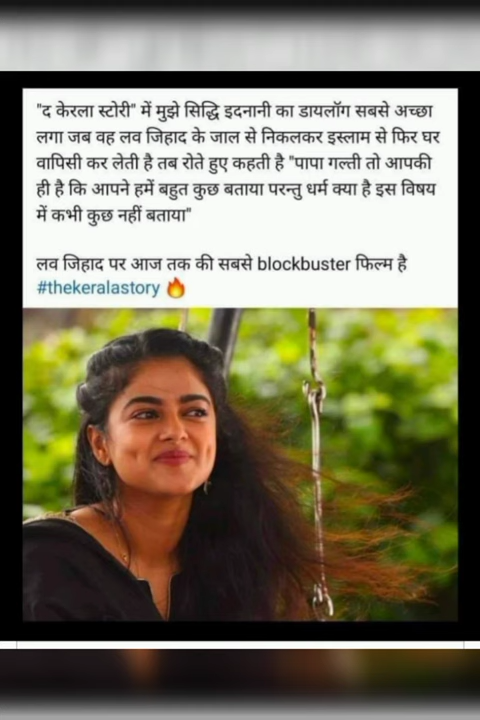 "द केरला स्टोरी" में मुझे सिद्धि इदनानी का डायलॉग सबसे अच्छा
लगा जब वह लव जिहाद के जाल से निकलकर इस्लाम से फिर घर
वापिसी कर लेती है तब रोते हुए कहती है "पापा गल्ती तो आपकी
ही है कि आपने हमें बहुत कुछ बताया परन्तु धर्म क्या है इस विषय
में कभी कुछ नहीं बताया"
लव जिहाद पर आज तक की सबसे blockbuster फिल्म है
#thekeralastory